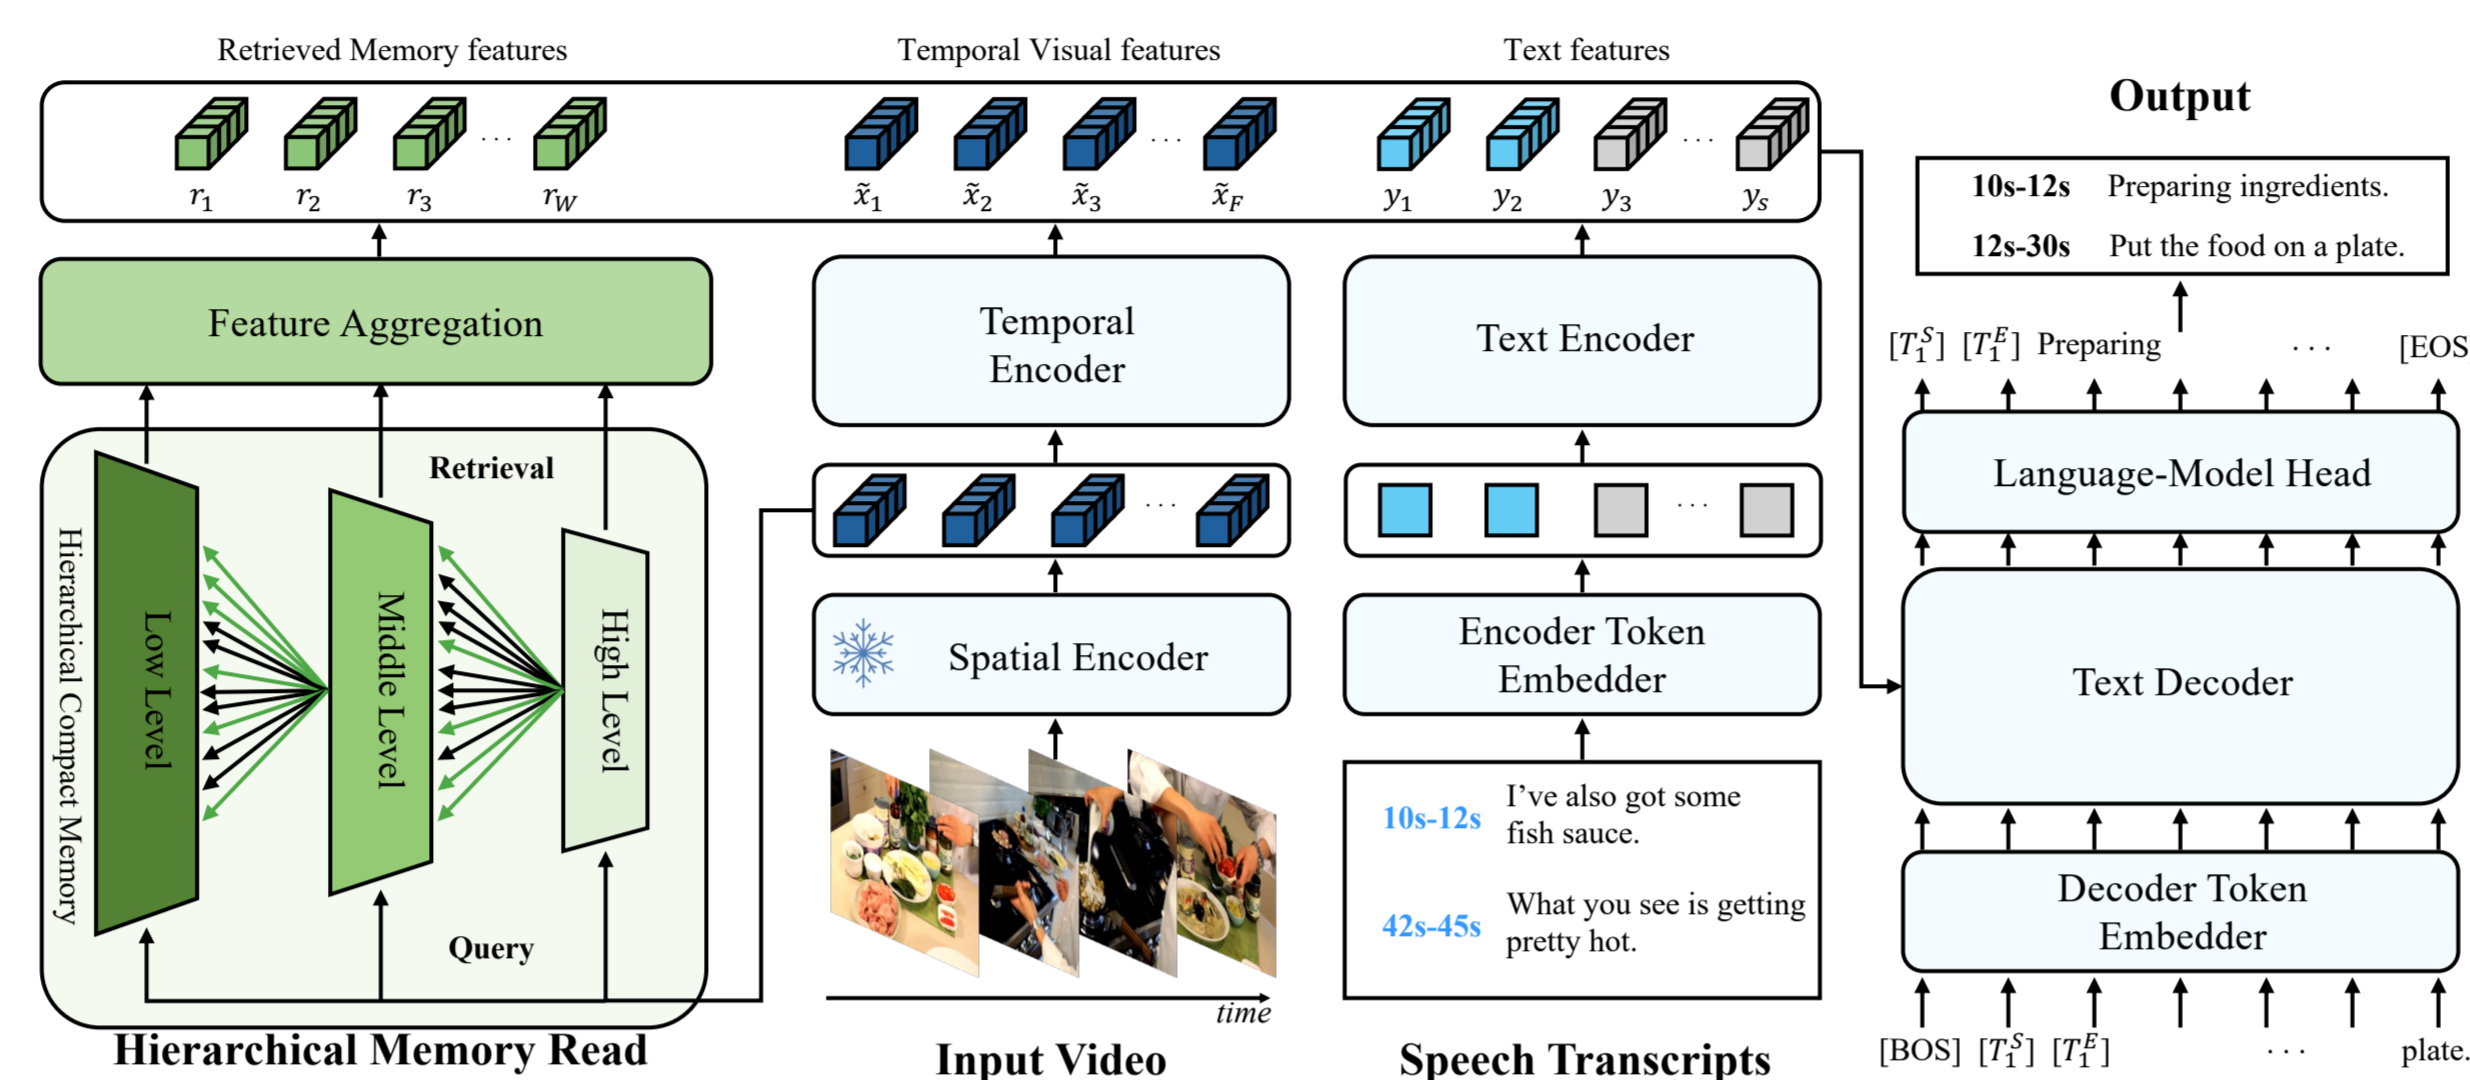 Retrieved Memory features
Temporal Visual features
Text features
r₁ r₂ r₃ ... r_W
x̃₁ x̃₂ x̃₃ ... x̃_F
y₁ y₂ y₃ ... y_s
Feature Aggregation
Retrieval
Hierarchical Compact Memory
Low Level
Middle Level
High Level
Query
Hierarchical Memory Read
Temporal
Encoder
...
Spatial Encoder
time
Input Video
Text Encoder
...
Encoder Token
Embedder
10s-12s I’ve also got some
fish sauce.
42s-45s What you see is getting
pretty hot.
Speech Transcripts
Output
10s-12s Preparing ingredients.
12s-30s Put the food on a plate.
[T₁ˢ] [T₁ᴱ] Preparing ... [EOS
Language-Model Head
Text Decoder
Decoder Token
Embedder
[BOS] [T₁ˢ] [T₁ᴱ] ... plate.